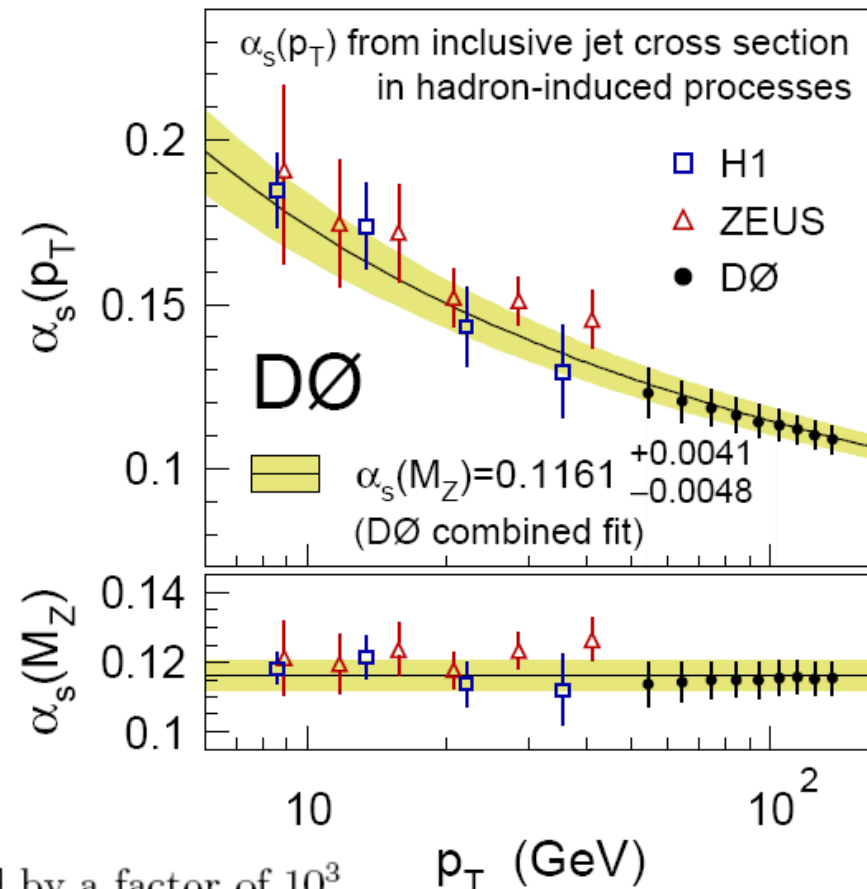 αs(pT) from inclusive jet cross section
in hadron-induced processes
H1
ZEUS
DØ
αs(pT)
0.2
0.15
0.1
DØ
αs(MZ)=0.1161 +0.0041 −0.0048
(DØ combined fit)
αs(MZ)
0.14
0.12
0.1
10
10²
pT (GeV)
d by a factor of 10³